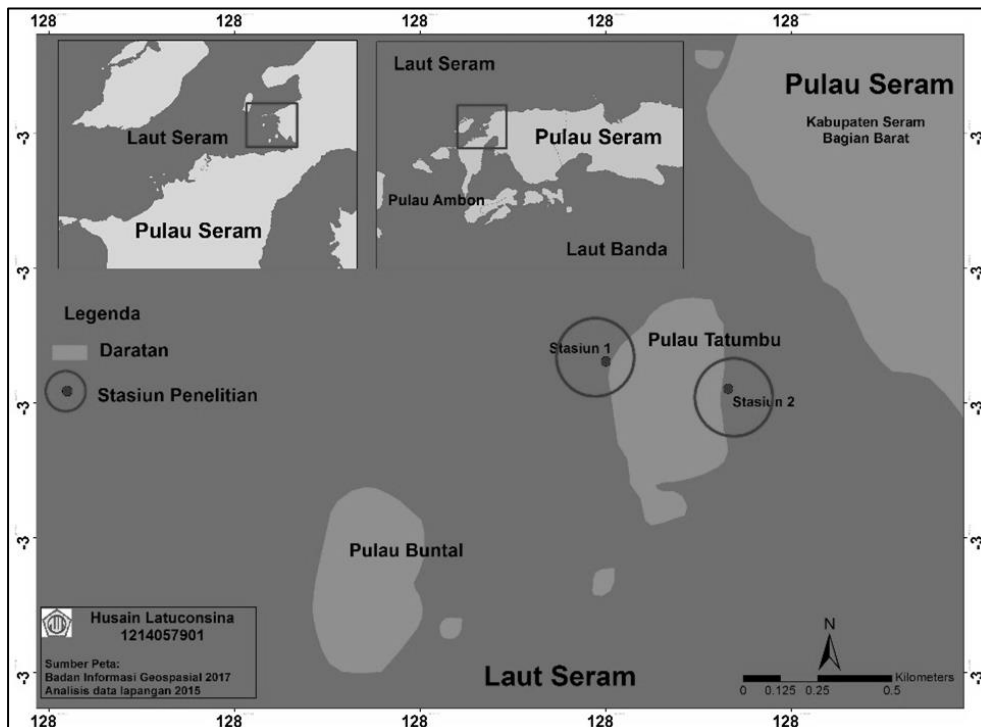 128 128 128 128
Laut Seram
Pulau Seram
Laut Seram
Pulau Seram
Pulau Ambon
Laut Banda
Pulau Seram
Kabupaten Seram
Bagian Barat
-3 -3
-3 -3
-3 -3
-3 -3
-3 -3
Legenda
Daratan
Stasiun Penelitian
Stasiun 1
Pulau Tatumbu
Stasiun 2
Pulau Buntal
Husain Latuconsina
1214057901
Sumber Peta:
Badan Informasi Geospasial 2017
Analisis data lapangan 2015
Laut Seram
N
Kilometers
0 0.125 0.25 0.5
128 128 128 128